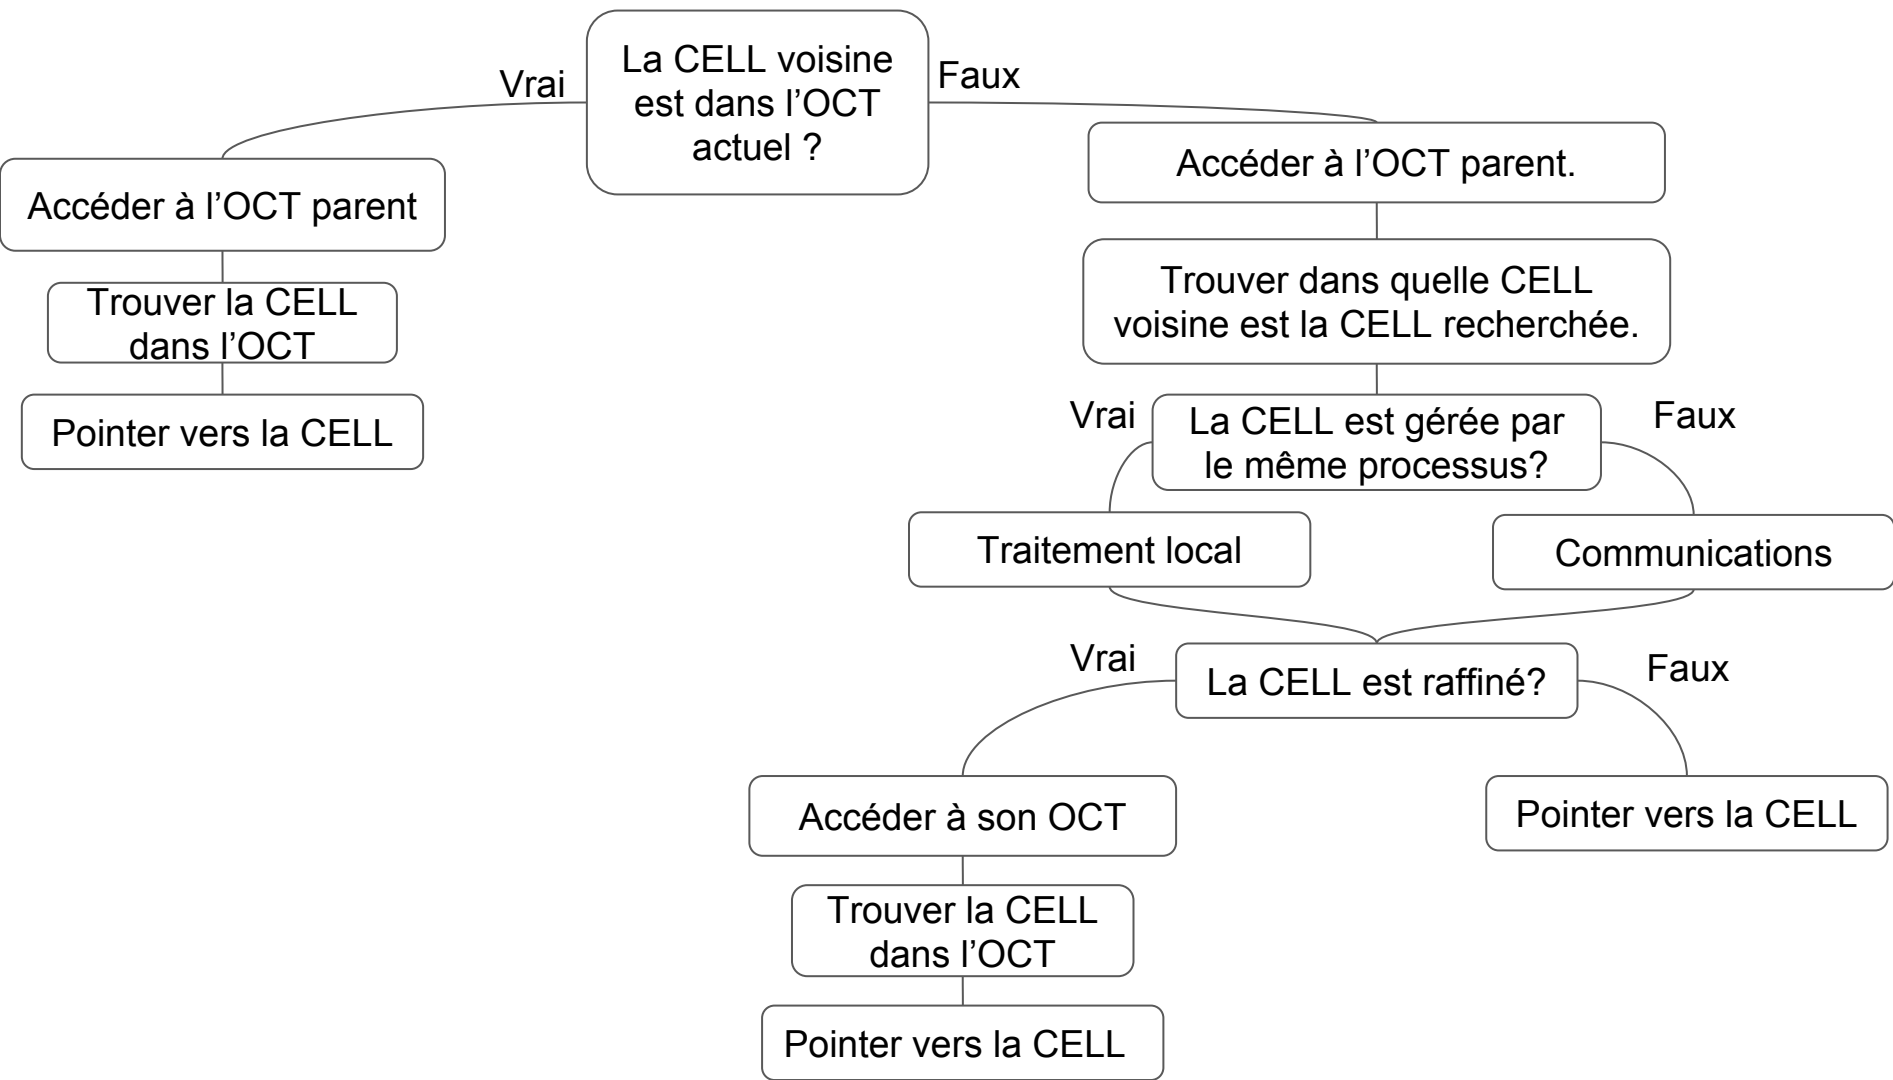 La CELL voisine
est dans l’OCT
actuel ?
Vrai
Faux
Accéder à l’OCT parent
Trouver la CELL
dans l’OCT
Pointer vers la CELL
Accéder à l’OCT parent.
Trouver dans quelle CELL
voisine est la CELL recherchée.
La CELL est gérée par
le même processus?
Vrai
Faux
Traitement local
Communications
La CELL est raffiné?
Vrai
Faux
Accéder à son OCT
Trouver la CELL
dans l’OCT
Pointer vers la CELL
Pointer vers la CELL